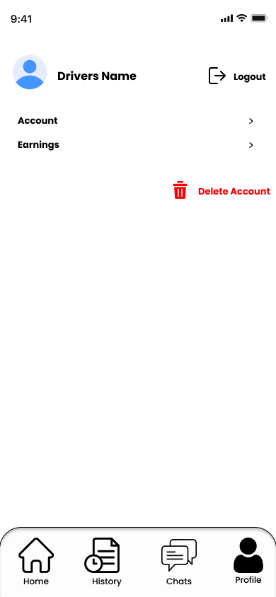 9:41
Drivers Name
Logout
Account
Earnings
Delete Account
Home
History
Chats
Profile